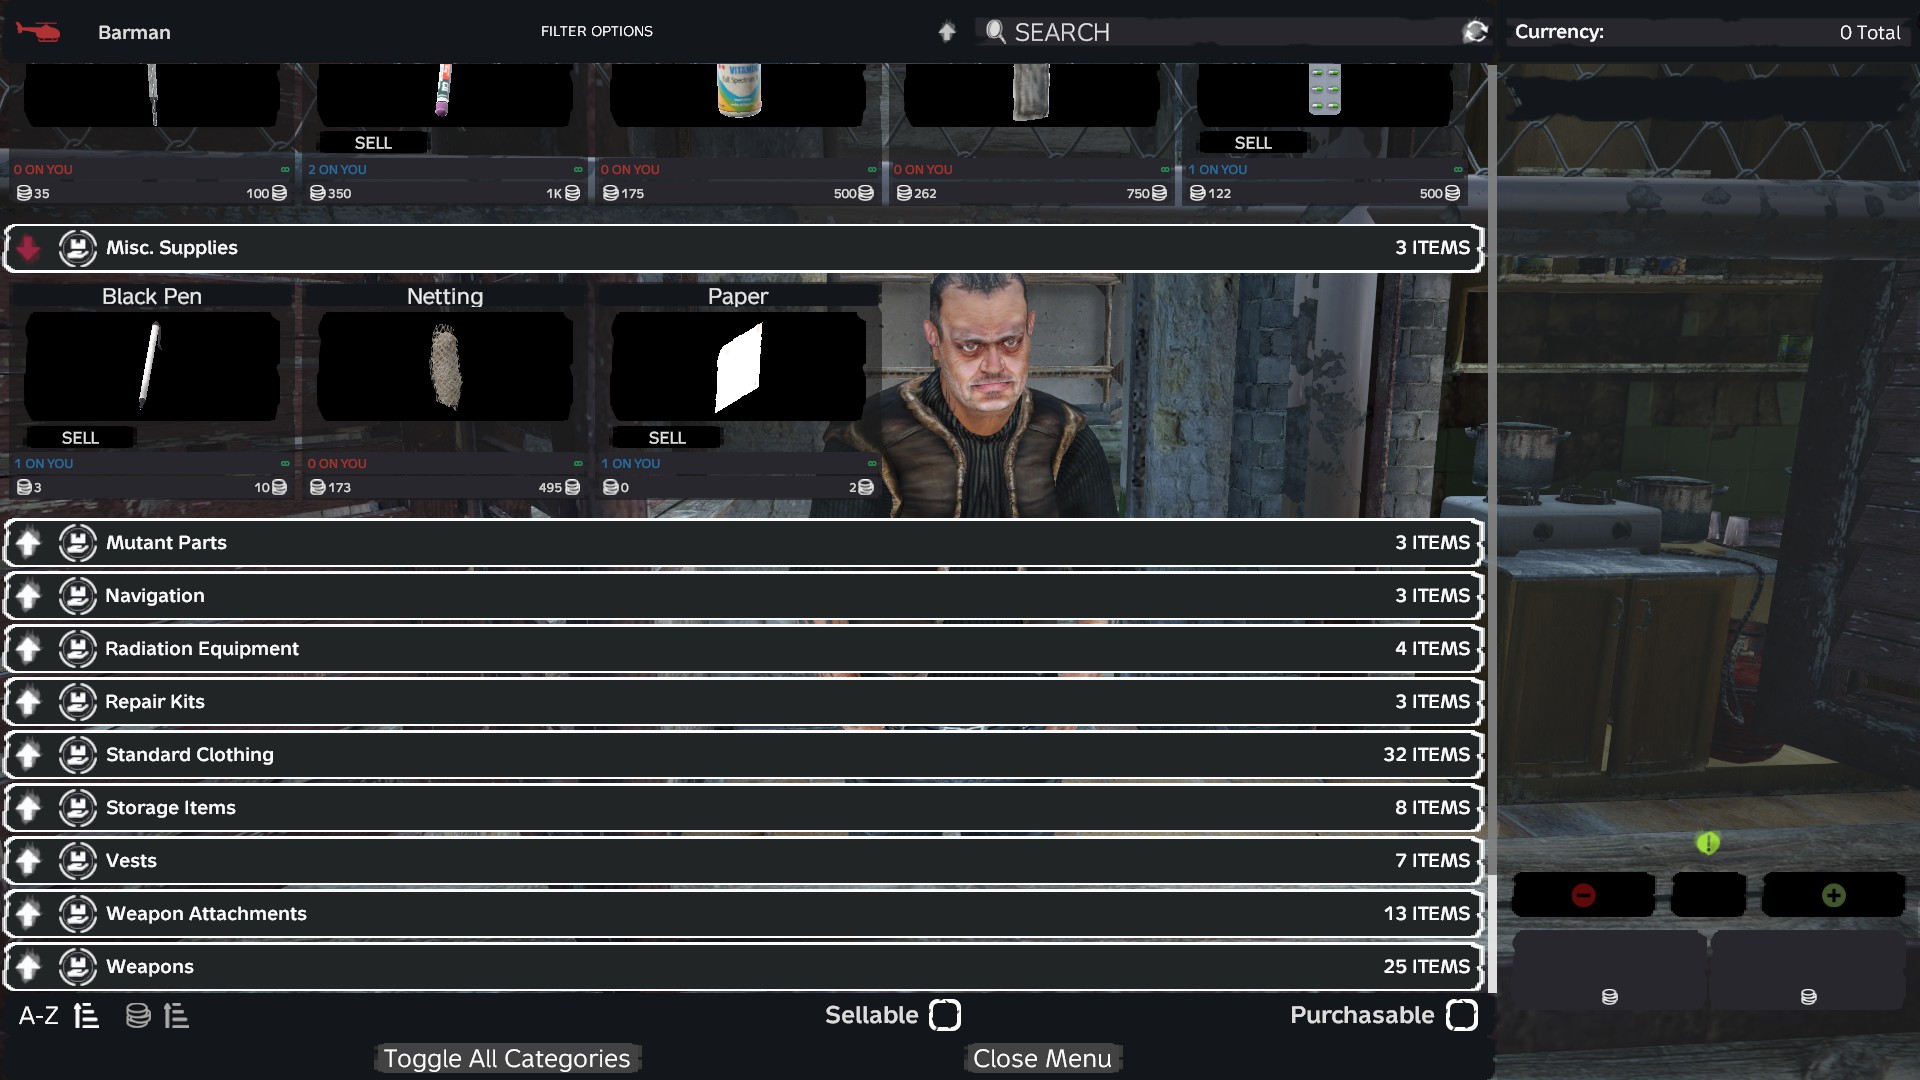 Barman
FILTER OPTIONS
SEARCH
Currency:
0 Total
VITAMIN
Full Spectrum
SELL
SELL
0 ON YOU ∞
35 100
2 ON YOU ∞
350 1K
0 ON YOU ∞
175 500
0 ON YOU ∞
262 750
1 ON YOU ∞
122 500
Misc. Supplies
3 ITEMS
Black Pen
Netting
Paper
SELL
SELL
1 ON YOU ∞
3 10
0 ON YOU ∞
173 495
1 ON YOU ∞
0 2
Mutant Parts
3 ITEMS
Navigation
3 ITEMS
Radiation Equipment
4 ITEMS
Repair Kits
3 ITEMS
Standard Clothing
32 ITEMS
Storage Items
8 ITEMS
Vests
7 ITEMS
Weapon Attachments
13 ITEMS
Weapons
25 ITEMS
A-Z
Sellable
Purchasable
Toggle All Categories
Close Menu